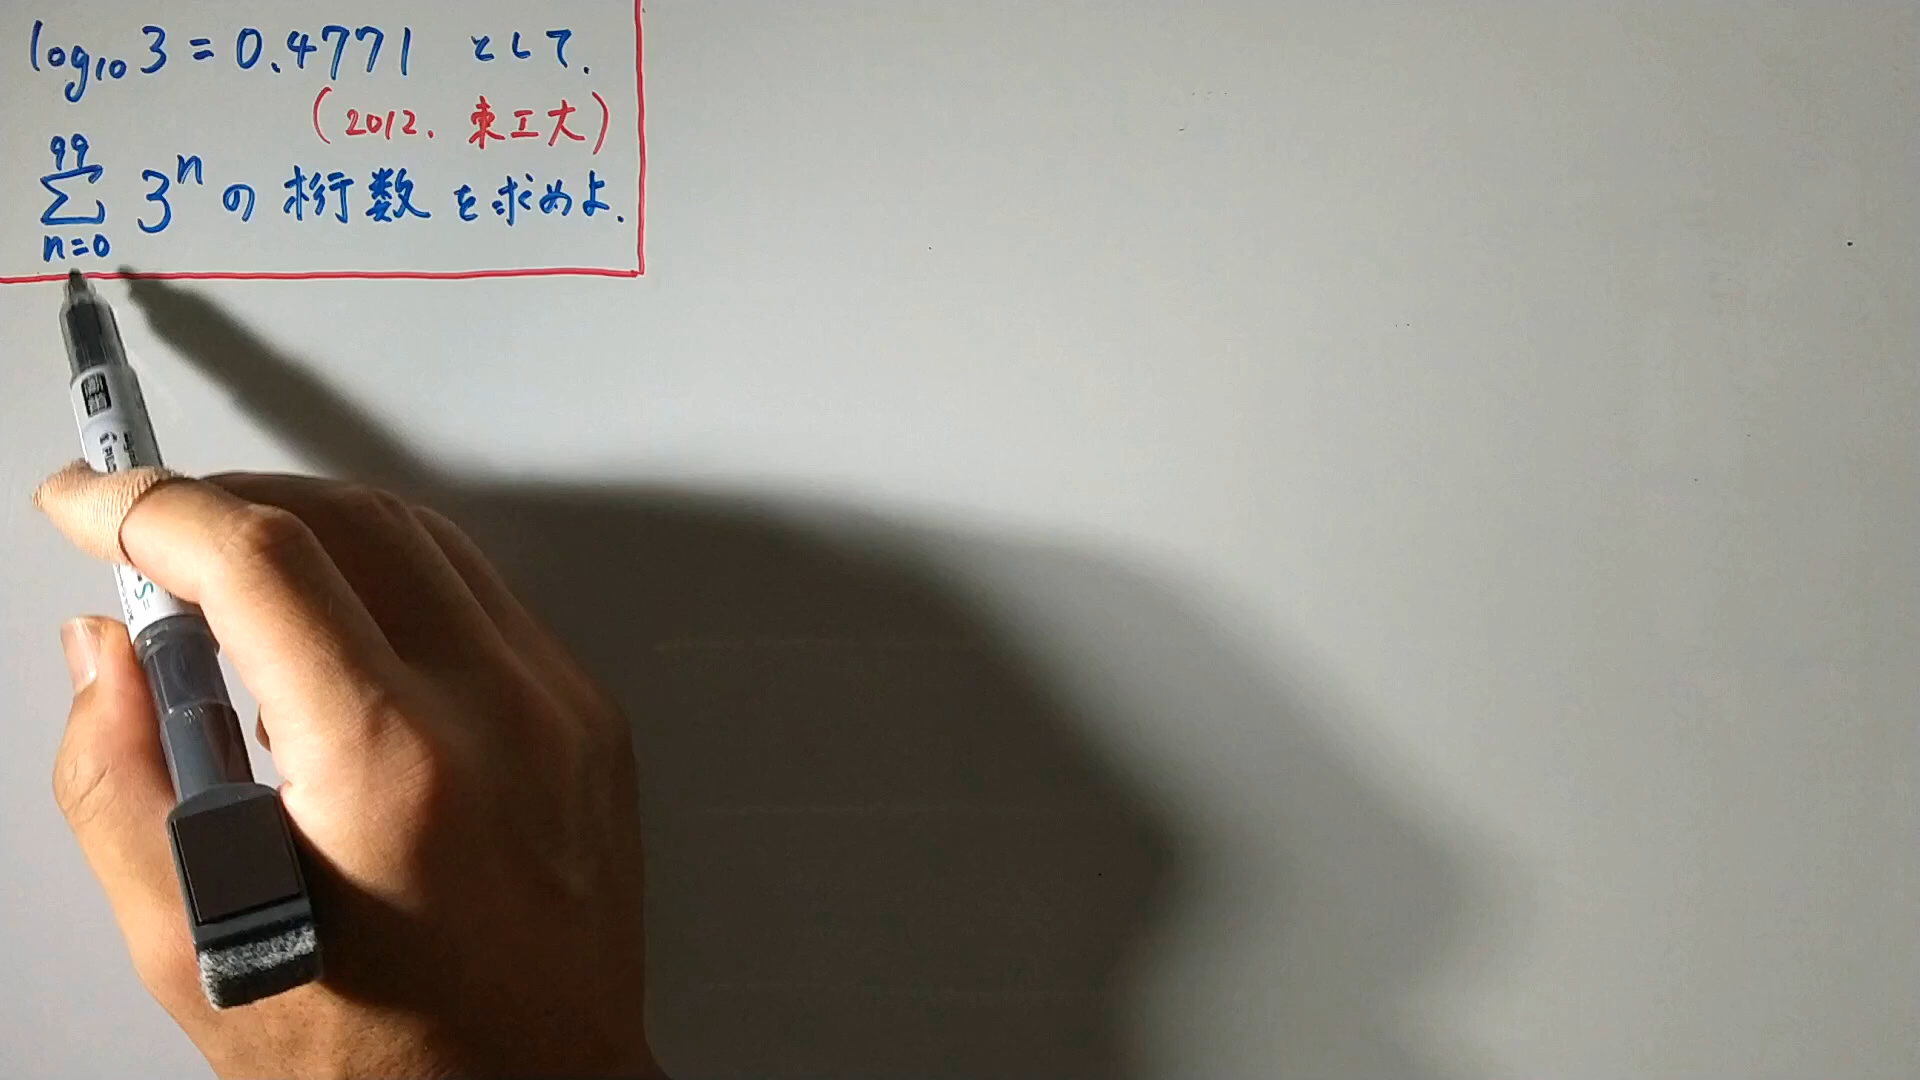 log₁₀3 = 0.4771 として.
(2012. 東工大)
99
Σ 3ⁿ の 桁数 を求めよ.
n=0